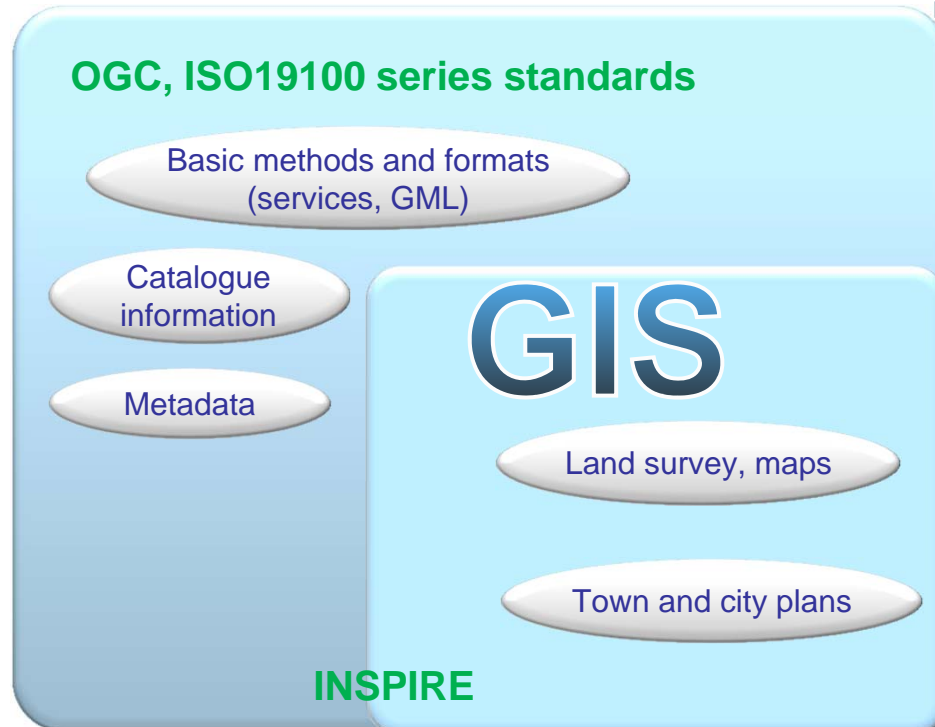 OGC, ISO19100 series standards
Basic methods and formats
(services, GML)
Catalogue
information
GIS
Metadata
Land survey, maps
Town and city plans
INSPIRE